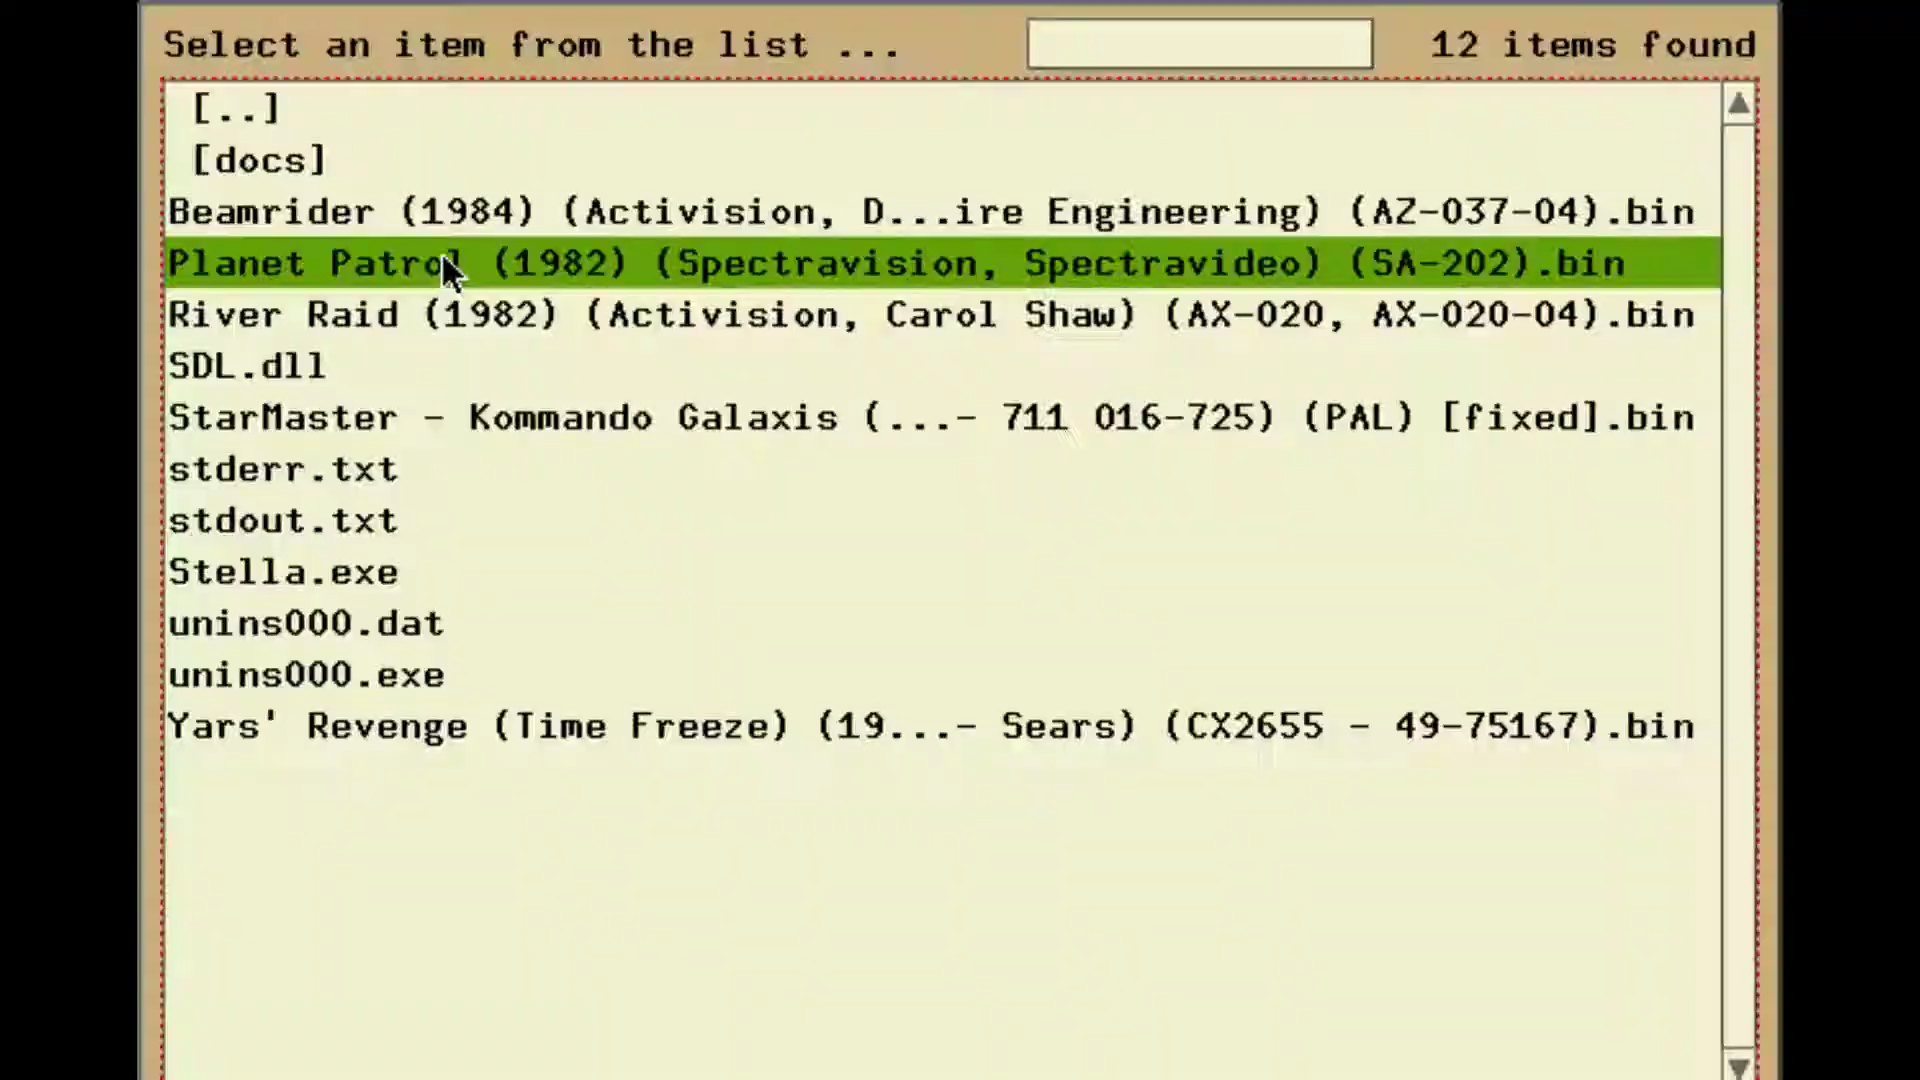 Select an item from the list ... 12 items found
[..]
[docs]
Beamrider (1984) (Activision, D...ire Engineering) (AZ-037-04).bin
Planet Patrol (1982) (Spectravision, Spectravideo) (SA-202).bin
River Raid (1982) (Activision, Carol Shaw) (AX-020, AX-020-04).bin
SDL.dll
StarMaster - Kommando Galaxis (...- 711 016-725) (PAL) [fixed].bin
stderr.txt
stdout.txt
Stella.exe
unins000.dat
unins000.exe
Yars' Revenge (Time Freeze) (19...- Sears) (CX2655 - 49-75167).bin